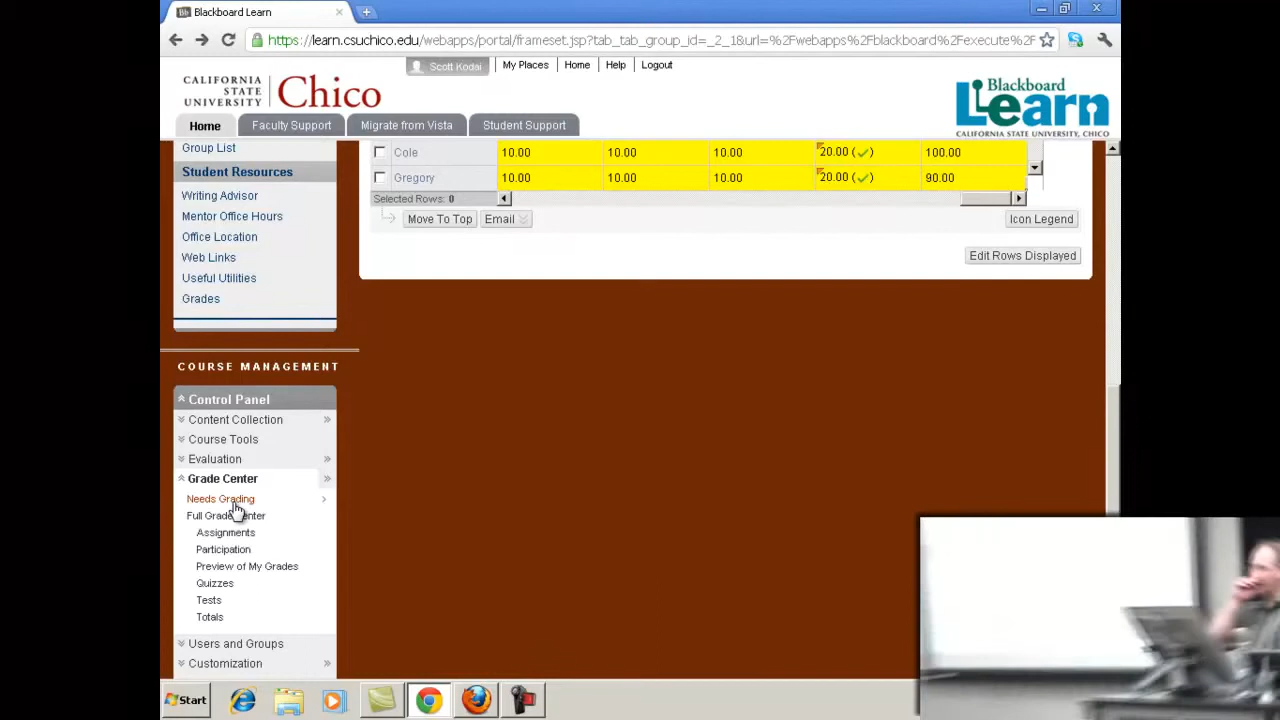 Blackboard Learn
https://learn.csuchico.edu/webapps/portal/frameset.jsp?tab_tab_group_id=_2_1&url=%2Fwebapps%2Fblackboard%2Fexecute%2F
Scott Kodai My Places Home Help Logout
CALIFORNIA
STATE
UNIVERSITY
Chico
Blackboard
Learn
CALIFORNIA STATE UNIVERSITY, CHICO
Home Faculty Support Migrate from Vista Student Support
Group List
Student Resources
Writing Advisor
Mentor Office Hours
Office Location
Web Links
Useful Utilities
Grades
Cole 10.00 10.00 10.00 20.00 (✓) 100.00
Gregory 10.00 10.00 10.00 20.00 (✓) 90.00
Selected Rows: 0
Move To Top Email Icon Legend
Edit Rows Displayed
COURSE MANAGEMENT
Control Panel
Content Collection
Course Tools
Evaluation
Grade Center
Needs Grading
Full Grade Center
Assignments
Participation
Preview of My Grades
Quizzes
Tests
Totals
Users and Groups
Customization
Start